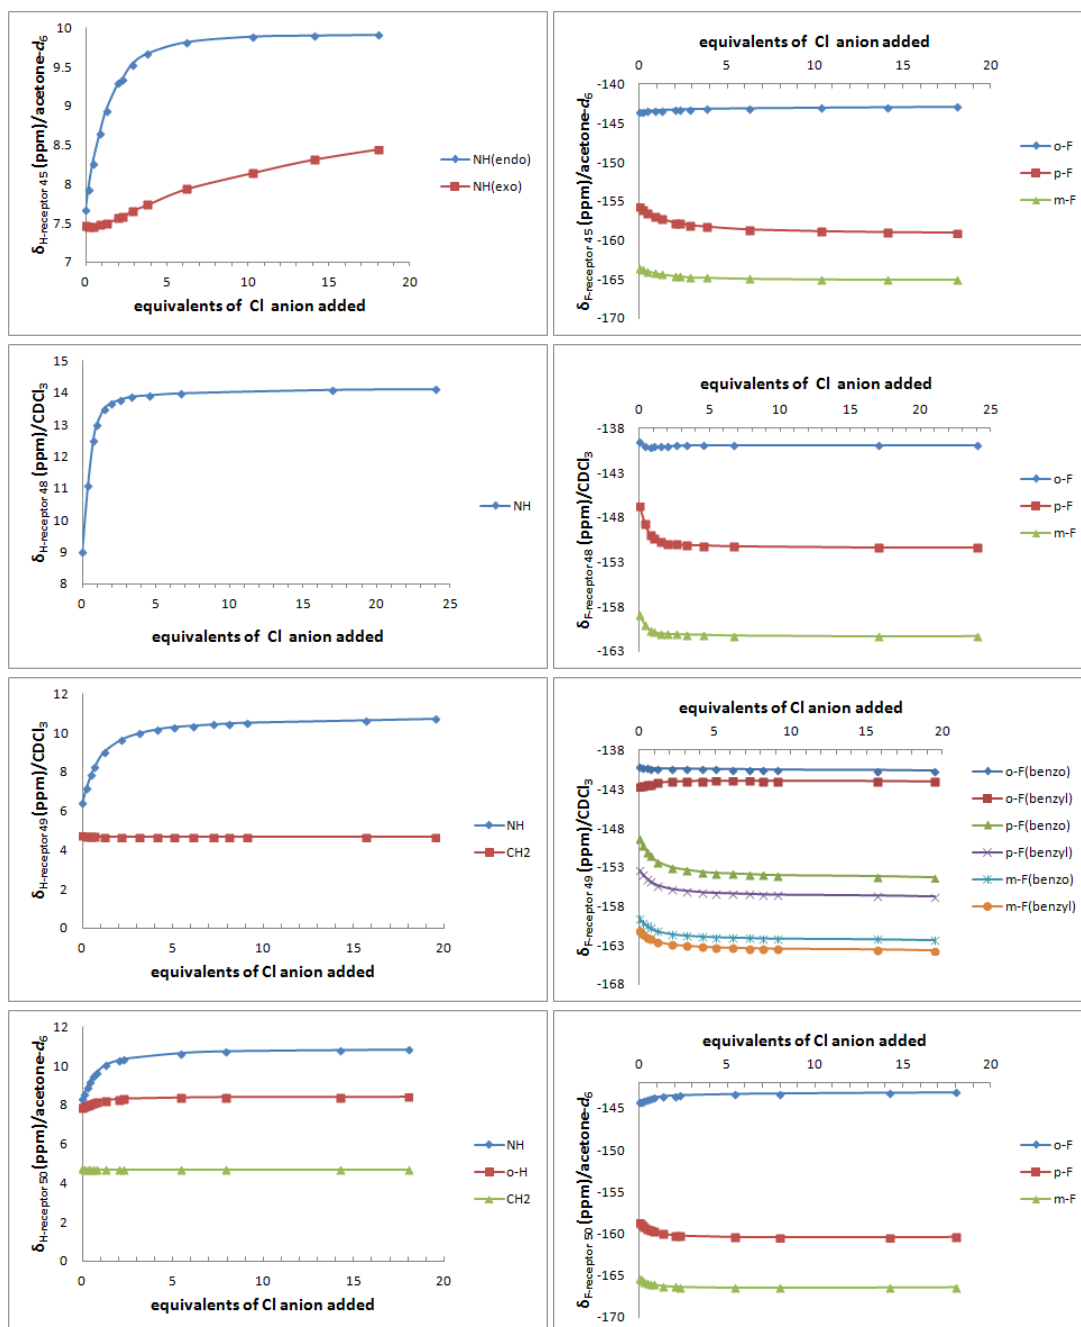 10
9.5
9
8.5
8
7.5
7
0 5 10 15 20
δH-receptor 45 (ppm)/acetone-d6
equivalents of Cl anion added
NH(endo)
NH(exo)
equivalents of Cl anion added
0 5 10 15 20
-140
-145
-150
-155
-160
-165
-170
δF-receptor 45 (ppm)/acetone-d6
o-F
p-F
m-F
15
14
13
12
11
10
9
8
0 5 10 15 20 25
δH-receptor 48 (ppm)/CDCl3
equivalents of Cl anion added
NH
equivalents of Cl anion added
0 5 10 15 20 25
-138
-143
-148
-153
-158
-163
δF-receptor 48 (ppm)/CDCl3
o-F
p-F
m-F
12
10
8
6
4
2
0
0 5 10 15 20
δH-receptor 49 (ppm)/CDCl3
equivalents of Cl anion added
NH
CH2
equivalents of Cl anion added
0 5 10 15 20
-138
-143
-148
-153
-158
-163
-168
δF-receptor 49 (ppm)/CDCl3
o-F(benzo)
o-F(benzyl)
p-F(benzo)
p-F(benzyl)
m-F(benzo)
m-F(benzyl)
12
10
8
6
4
2
0
0 5 10 15 20
δH-receptor 50 (ppm)/acetone-d6
equivalents of Cl anion added
NH
o-H
CH2
equivalents of Cl anion added
0 5 10 15 20
-145
-150
-155
-160
-165
-170
δF-receptor 50 (ppm)/acetone-d6
o-F
p-F
m-F